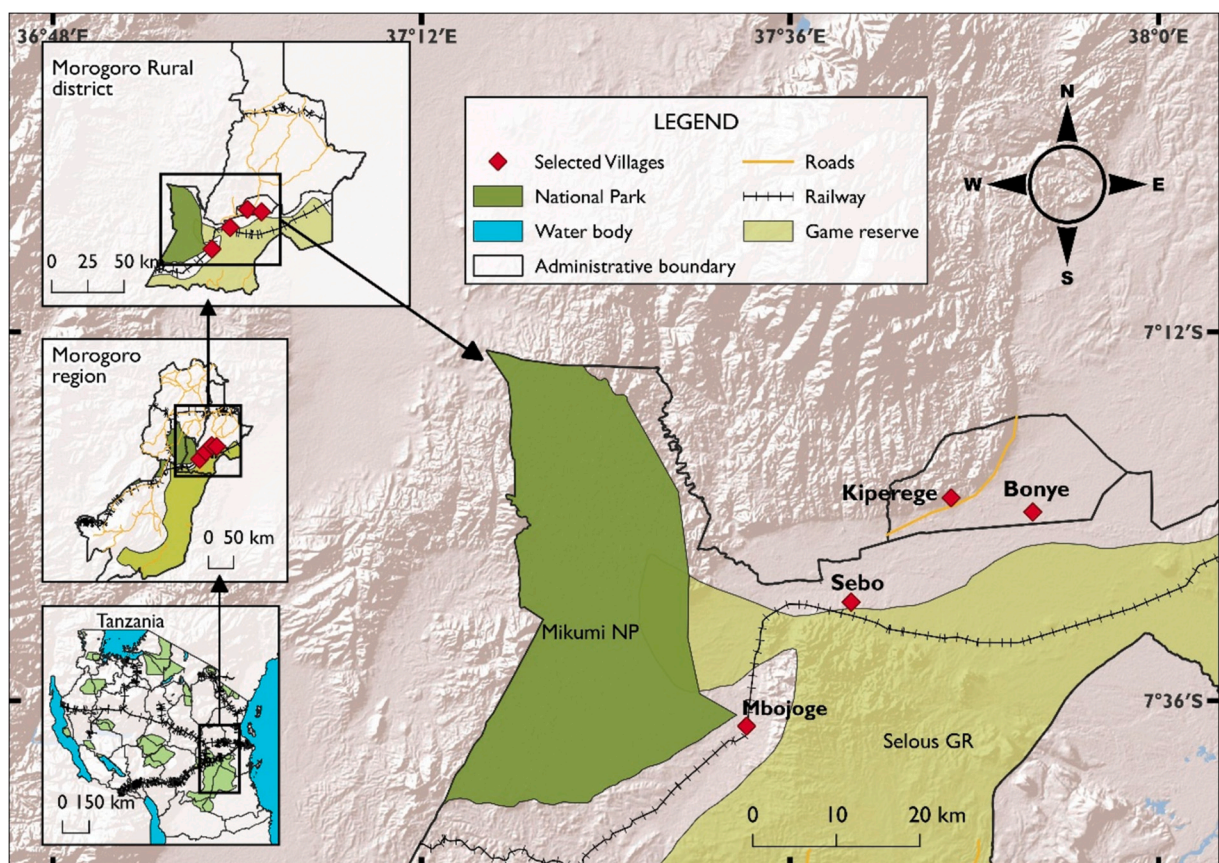 36°48′E
37°12′E
37°36′E
38°0′E
Morogoro Rural
district
0 25 50 km
Morogoro
region
0 50 km
Tanzania
0 150 km
LEGEND
Selected Villages
Roads
National Park
Railway
Water body
Game reserve
Administrative boundary
N
W
E
S
7°12′S
Kiperege
Bonye
Sebo
Mikumi NP
Mbojoge
7°36′S
Selous GR
0 10 20 km